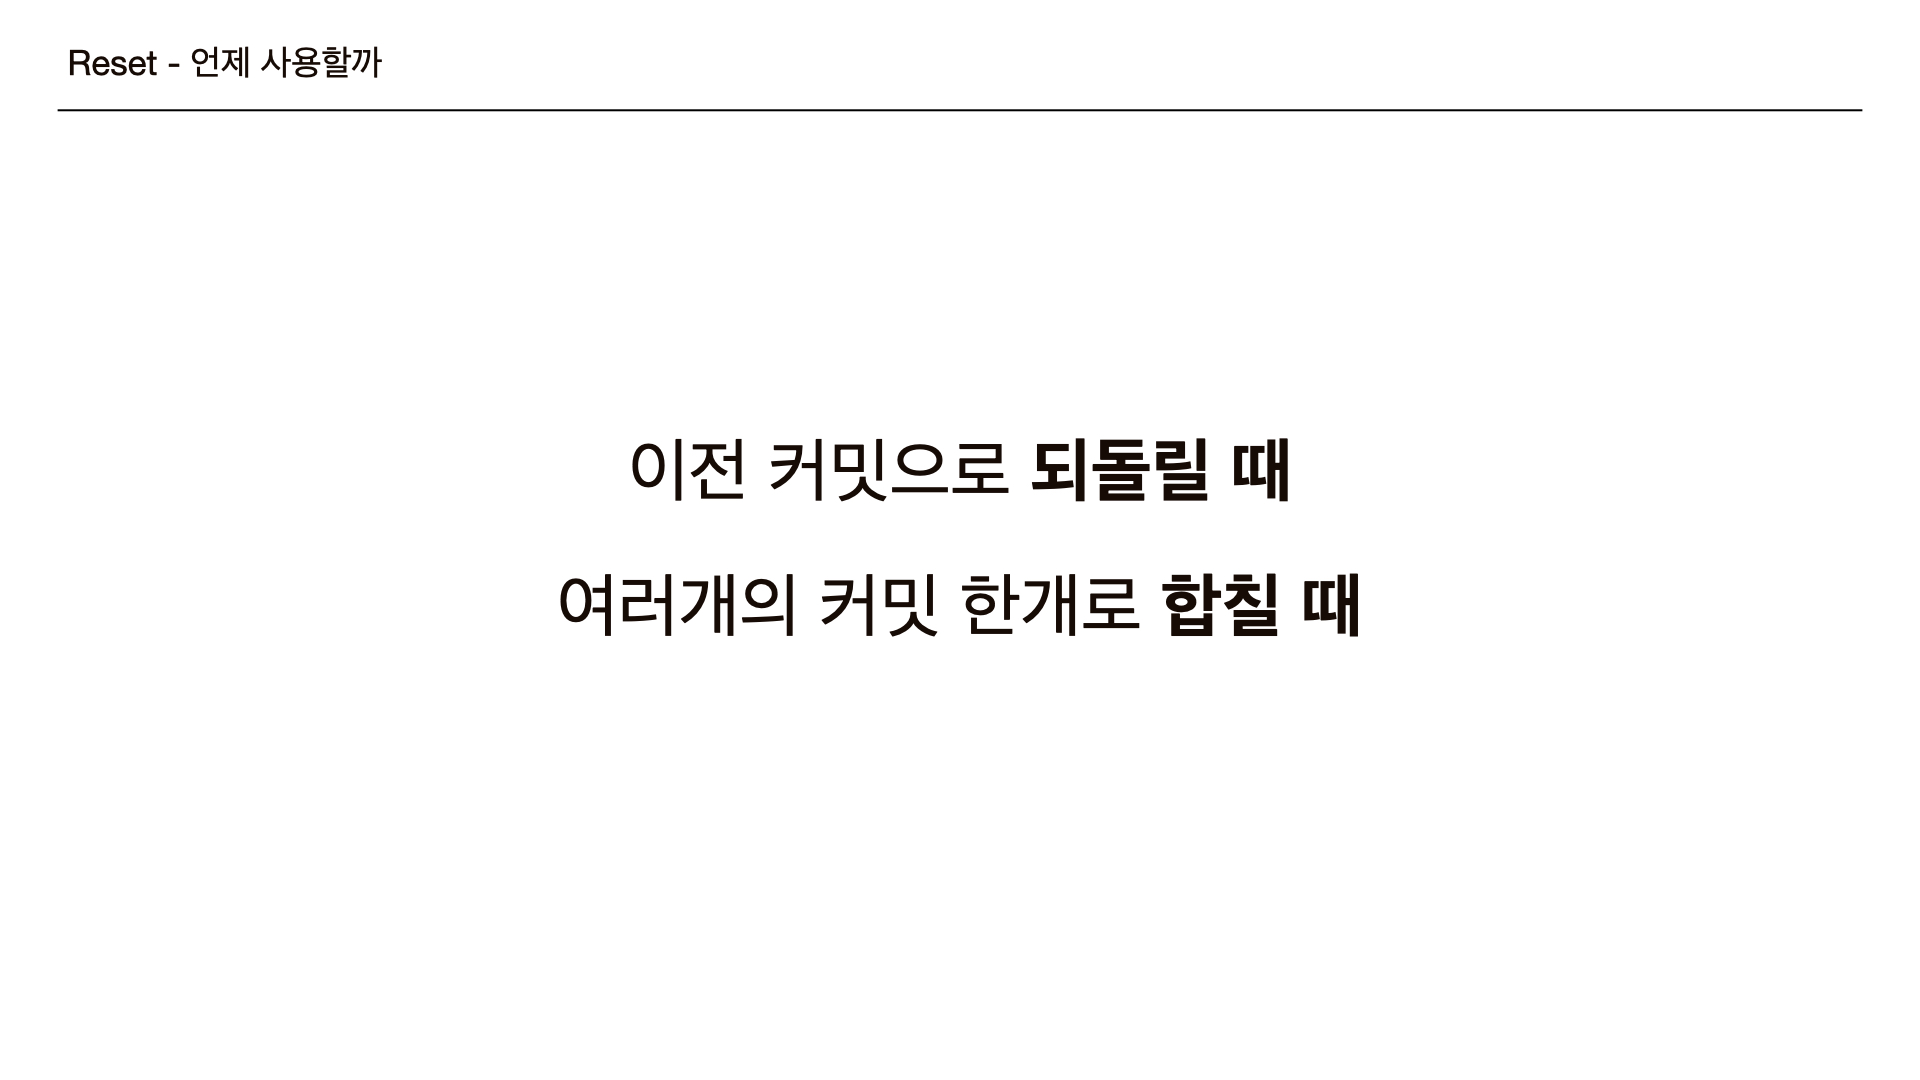 Reset - 언제 사용할까
이전 커밋으로 되돌릴 때
여러개의 커밋 한개로 합칠 때